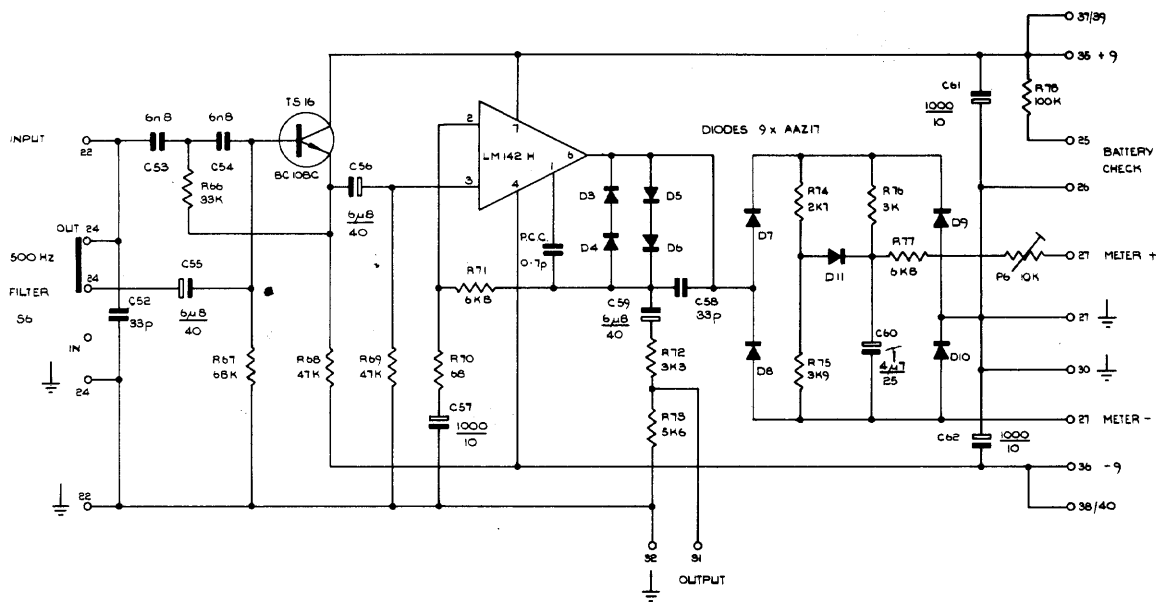 37/39
35 + 9
R78
100K
C61
1000
10
25
BATTERY
CHECK
26
TS 16
BC108C
6n8
6n8
INPUT
22
C53
C54
R66
33K
C56
6µ8
40
2
7
LM142 H
6
1
3
4
P.C.C.
0·7p
D3
D5
D4
D6
DIODES 9 x AAZ17
D7
R74
2K7
R76
3K
D9
D11
R77
6K8
P6
10K
27 METER +
OUT
24
500 Hz
24
FILTER
S6
C55
6µ8
40
C52
33p
IN
24
R71
6K8
C59
6µ8
40
C58
33p
C60
4µ7
25
27
D8
R75
3K9
D10
30
R67
68K
R68
47K
R69
47K
R70
68
C57
1000
10
R72
3K3
R73
5K6
27 METER -
C62
1000
10
36 - 9
38/40
22
32
31
OUTPUT